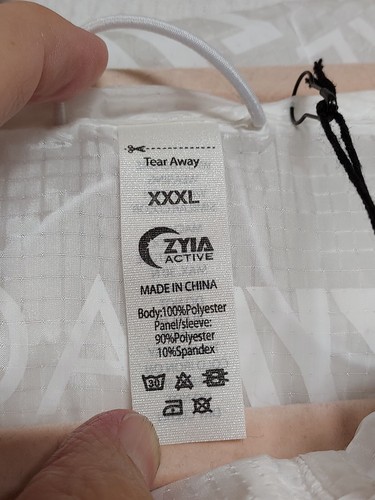 Tear Away
XXXL
ZYIA
ACTIVE
MADE IN CHINA
Body:100%Polyester
Panel/sleeve:
90%Polyester
10%Spandex
30